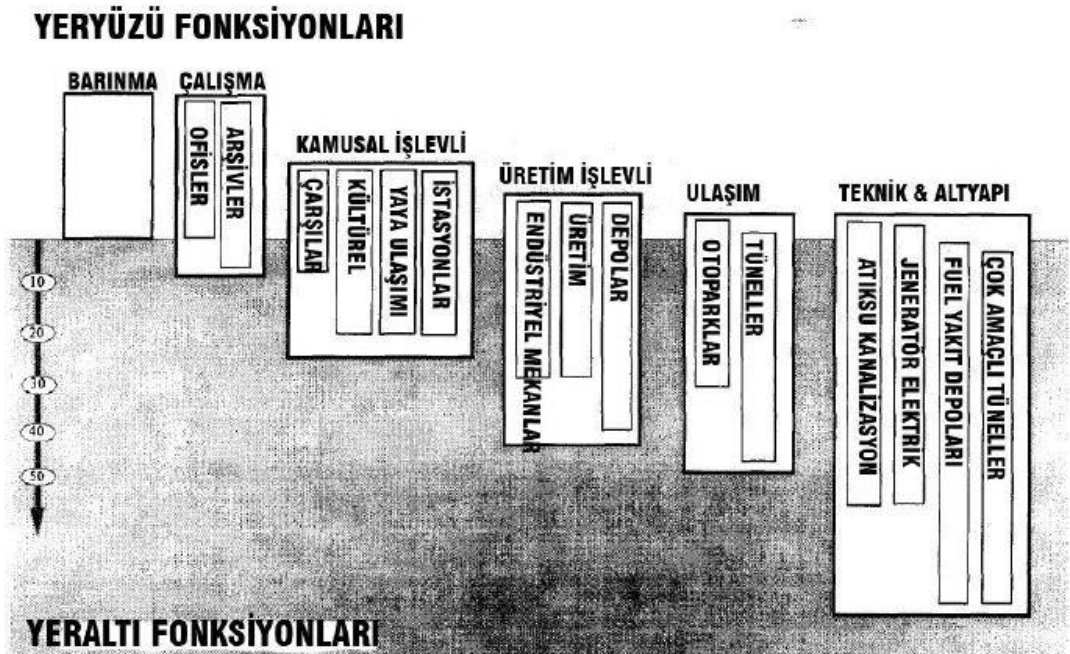 YERYÜZÜ FONKSİYONLARI
BARINMA
ÇALIŞMA
OFİSLER
ARŞİVLER
KAMUSAL İŞLEVLİ
ÇARŞILAR
KÜLTÜREL
YAYA ULAŞIMI
İSTASYONLAR
ÜRETİM İŞLEVLİ
ENDÜSTRİYEL MEKANLAR
ÜRETİM
DEPOLAR
ULAŞIM
OTOPARKLAR
TÜNELLER
TEKNİK & ALTYAPI
ATIKSU KANALİZASYON
JENERATÖR ELEKTRIK
FUEL YAKIT DEPOLARI
ÇOK AMAÇLI TÜNELLER
10
20
30
40
50
YERALTI FONKSİYONLARI